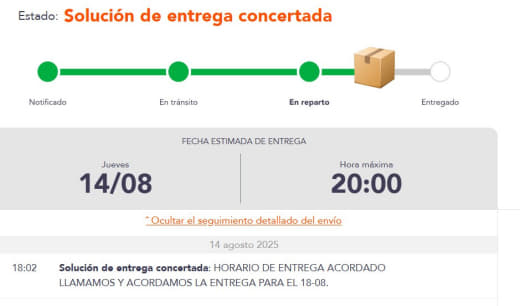 Estado: Solución de entrega concertada
Notificado En tránsito En reparto Entregado
FECHA ESTIMADA DE ENTREGA
Jueves Hora máxima
14/08 20:00
^ Ocultar el seguimiento detallado del envío
14 agosto 2025
18:02 Solución de entrega concertada: HORARIO DE ENTREGA ACORDADO
LLAMAMOS Y ACORDAMOS LA ENTREGA PARA EL 18-08.